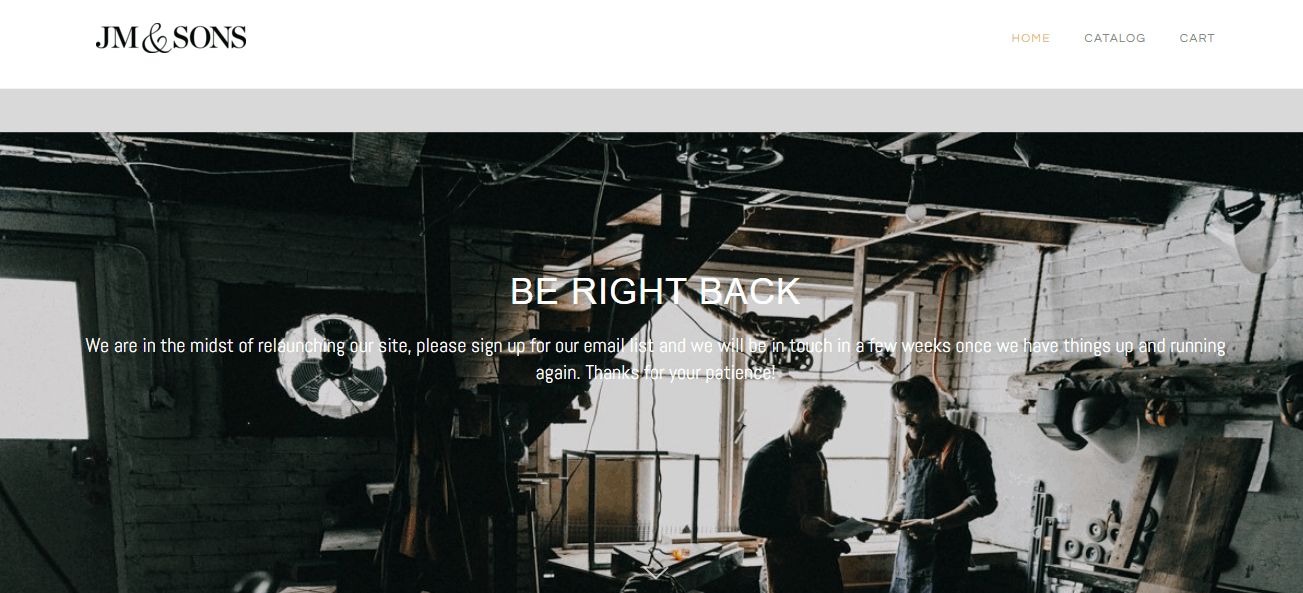 JM & SONS
HOME CATALOG CART
BE RIGHT BACK
We are in the midst of relaunching our site, please sign up for our email list and we will be in touch in a few weeks once we have things up and running
again. Thanks for your patience!